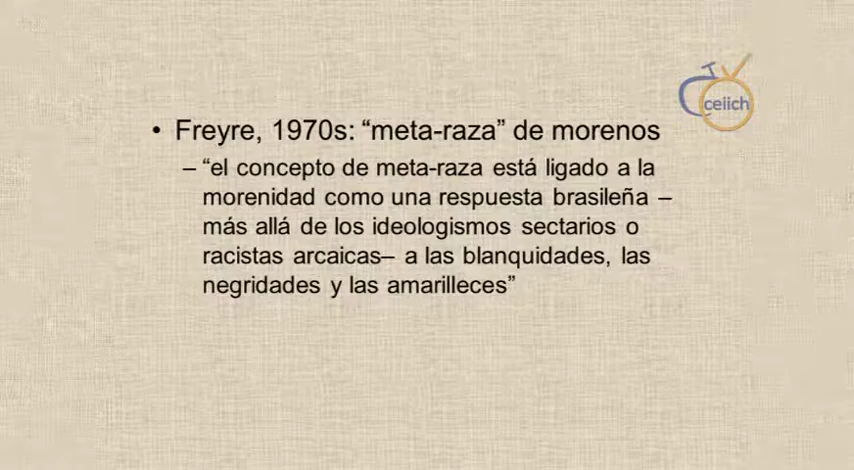 ceiich
• Freyre, 1970s: “meta-raza” de morenos
– “el concepto de meta-raza está ligado a la
morenidad como una respuesta brasileña –
más allá de los ideologismos sectarios o
racistas arcaicas– a las blanquidades, las
negridades y las amarilleces”